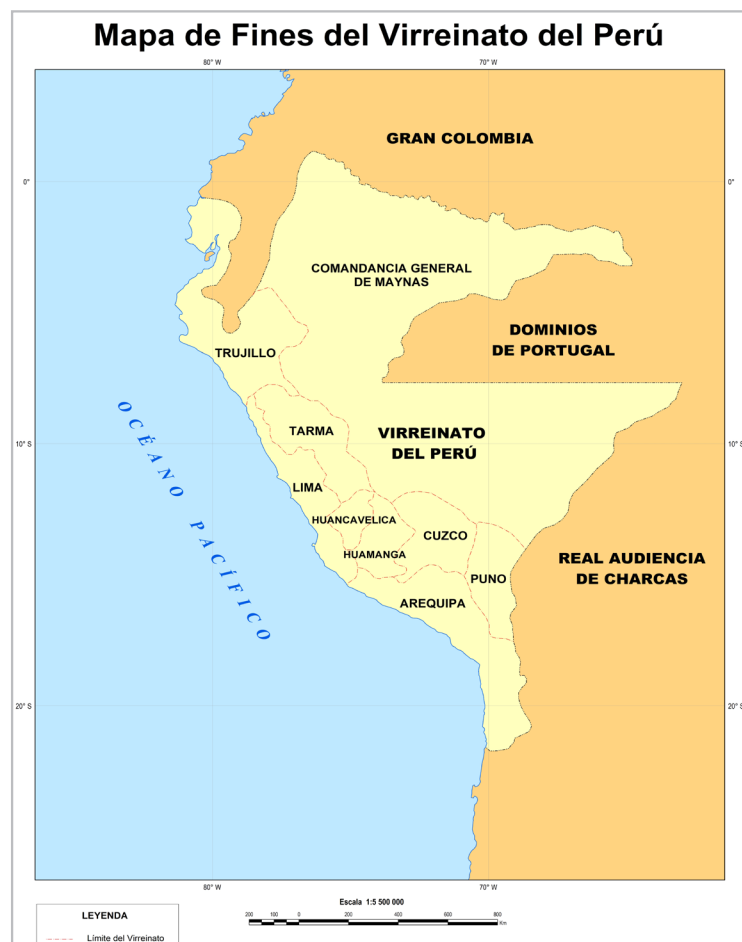 Mapa de Fines del Virreinato del Perú
80° W
70° W
GRAN COLOMBIA
0°
0°
COMANDANCIA GENERAL
DE MAYNAS
DOMINIOS
DE PORTUGAL
TRUJILLO
OCÉANO PACÍFICO
TARMA
VIRREINATO
DEL PERÚ
10° S
10° S
LIMA
HUANCAVELICA
CUZCO
HUAMANGA
REAL AUDIENCIA
DE CHARCAS
PUNO
AREQUIPA
20° S
20° S
80° W
70° W
Escala 1:5 500 000
200 100 0 200 400 600 800
Km
LEYENDA
Límite del Virreinato